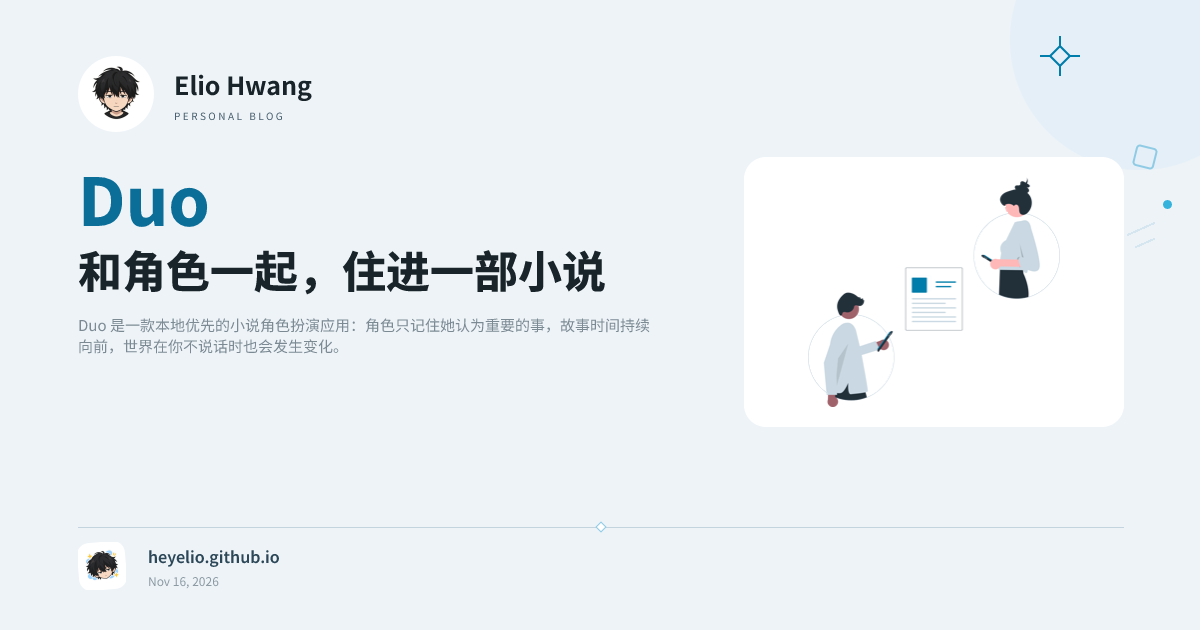 Elio Hwang
PERSONAL BLOG
Duo
和角色一起，住进一部小说
Duo 是一款本地优先的小说角色扮演应用：角色只记住她认为重要的事，故事时间持续
向前，世界在你不说话时也会发生变化。
heyelio.github.io
Nov 16, 2026